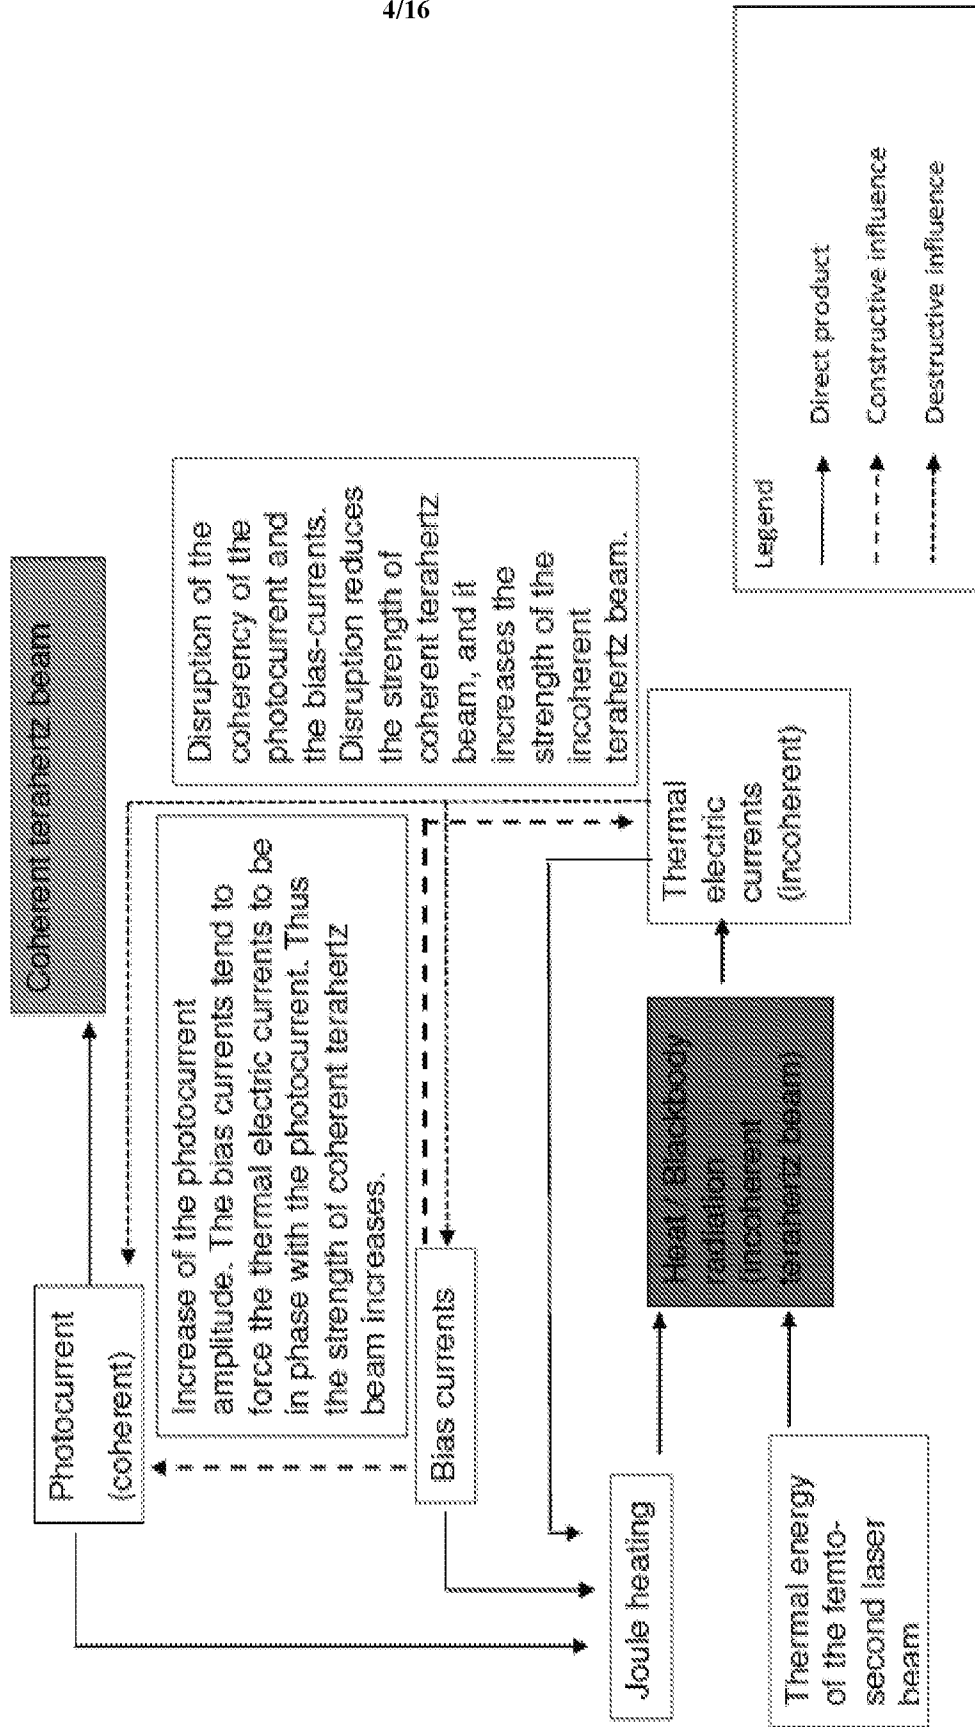 4/16
Coherent terahertz beam
Photocurrent
(coherent)
Increase of the photocurrent
amplitude. The bias currents tend to
force the thermal electric currents to be
in phase with the photocurrent. Thus
the strength of coherent terahertz
beam increases.
Disruption of the
coherency of the
photocurrent and
the bias-currents.
Disruption reduces
the strength of
coherent terahertz
beam, and it
increases the
strength of the
incoherent
terahertz beam.
Bias currents
Joule heating
Thermal energy
of the femto-
second laser
beam
Heat / Blackbody
radiation
(incoherent
terahertz beam)
Thermal
electric
currents
(incoherent)
Legend
Direct product
Constructive influence
Destructive influence